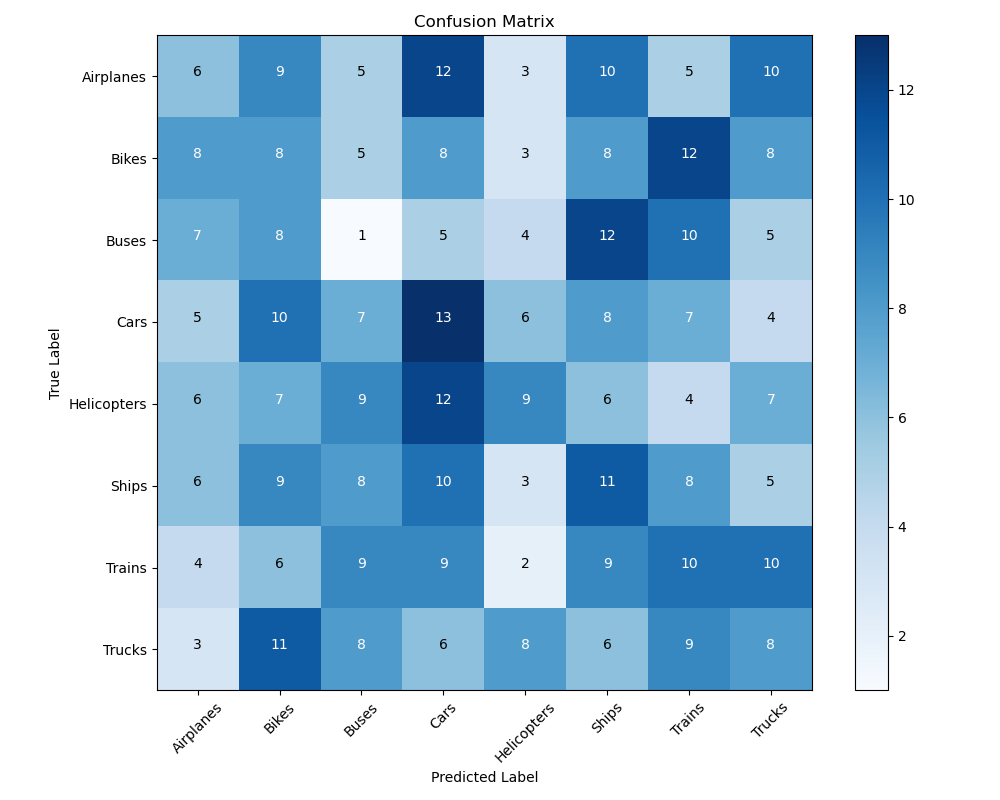 Confusion Matrix
Airplanes 6 9 5 12 3 10 5 10
Bikes 8 8 5 8 3 8 12 8
Buses 7 8 1 5 4 12 10 5
Cars 5 10 7 13 6 8 7 4
Helicopters 6 7 9 12 9 6 4 7
Ships 6 9 8 10 3 11 8 5
Trains 4 6 9 9 2 9 10 10
Trucks 3 11 8 6 8 6 9 8
True Label
Airplanes Bikes Buses Cars Helicopters Ships Trains Trucks
Predicted Label
12
10
8
6
4
2